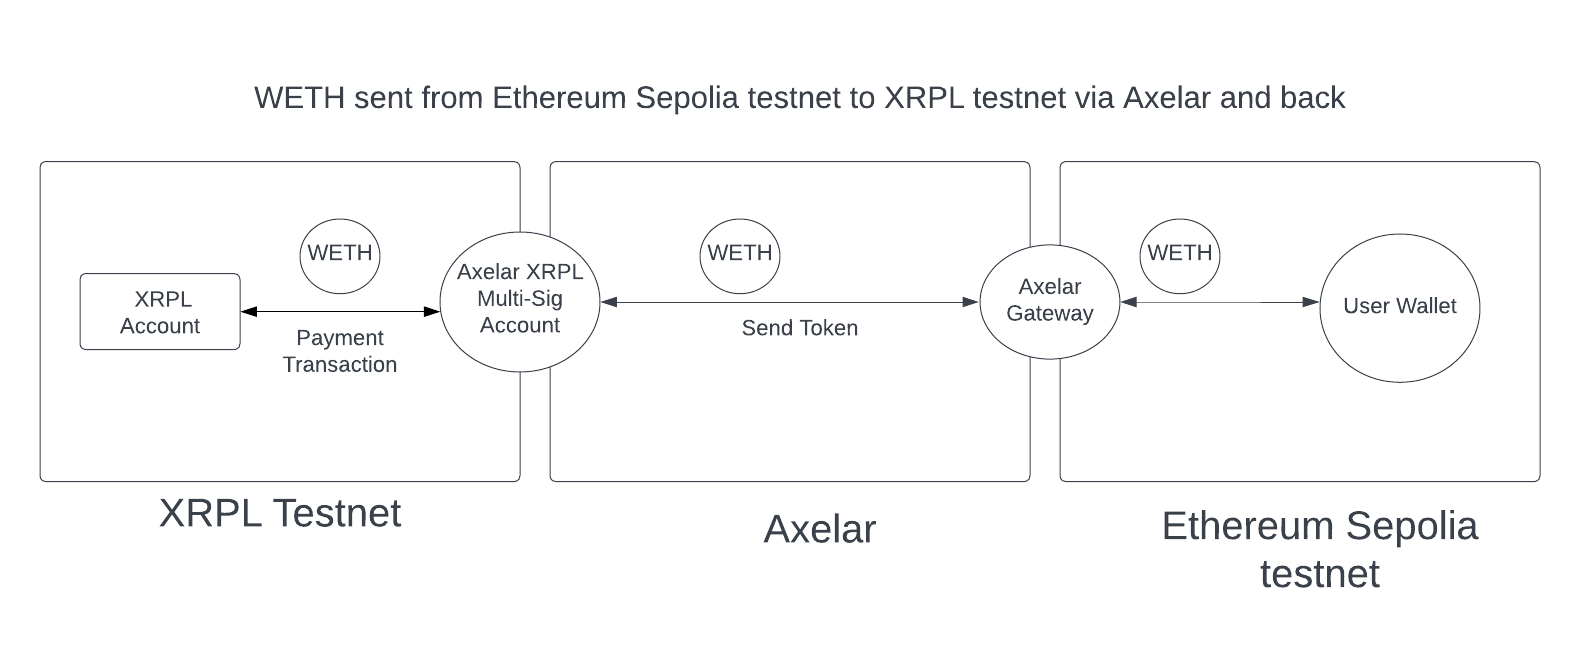 WETH sent from Ethereum Sepolia testnet to XRPL testnet via Axelar and back
WETH
XRPL
Account
Payment
Transaction
Axelar XRPL
Multi-Sig
Account
WETH
Send Token
Axelar
Gateway
WETH
User Wallet
XRPL Testnet
Axelar
Ethereum Sepolia
testnet